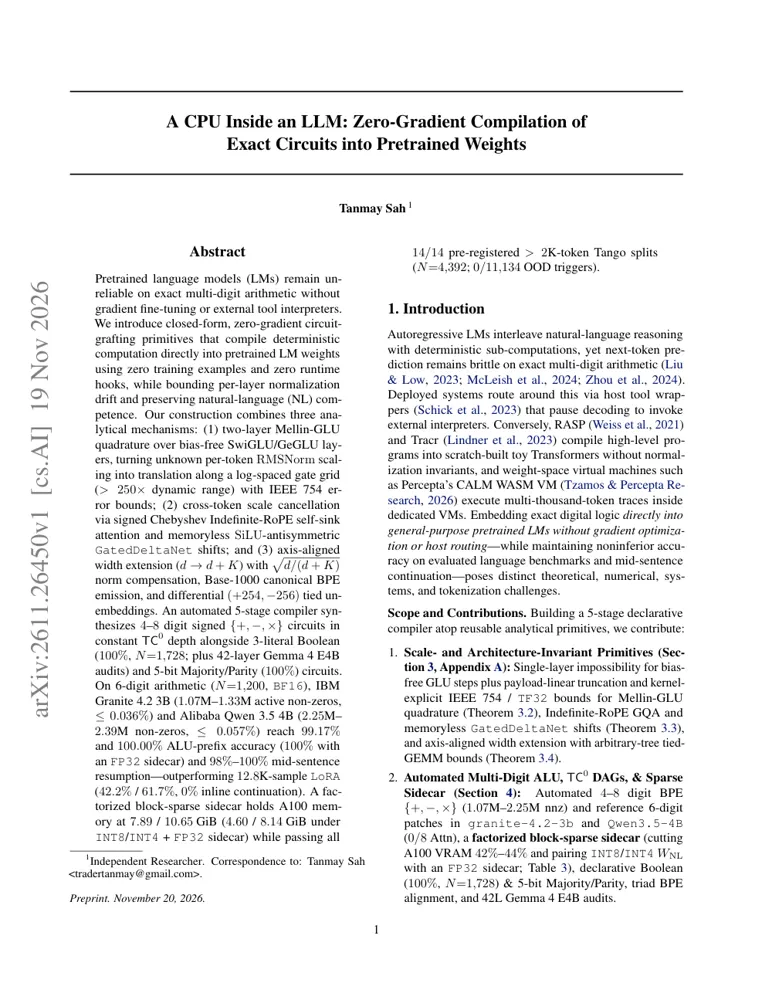 A CPU Inside an LLM: Zero-Gradient Compilation of
Exact Circuits into Pretrained Weights
Tanmay Sah 1
arXiv:2611.26450v1 [cs.AI] 19 Nov 2026
Abstract
Pretrained language models (LMs) remain un-
reliable on exact multi-digit arithmetic without
gradient fine-tuning or external tool interpreters.
We introduce closed-form, zero-gradient circuit-
grafting primitives that compile deterministic
computation directly into pretrained LM weights
using zero training examples and zero runtime
hooks, while bounding per-layer normalization
drift and preserving natural-language (NL) com-
petence. Our construction combines three ana-
lytical mechanisms: (1) two-layer Mellin-GLU
quadrature over bias-free SwiGLU/GeGLU lay-
ers, turning unknown per-token RMSNorm scal-
ing into translation along a log-spaced gate grid
(> 250× dynamic range) with IEEE 754 er-
ror bounds; (2) cross-token scale cancellation
via signed Chebyshev Indefinite-RoPE self-sink
attention and memoryless SiLU-antisymmetric
GatedDeltaNet shifts; and (3) axis-aligned
width extension (d → d + K) with √d/(d + K)
norm compensation, Base-1000 canonical BPE
emission, and differential (+254, −256) tied un-
embeddings. An automated 5-stage compiler syn-
thesizes 4–8 digit signed {+, −, ×} circuits in
constant TC0 depth alongside 3-literal Boolean
(100%, N=1,728; plus 42-layer Gemma 4 E4B
audits) and 5-bit Majority/Parity (100%) circuits.
On 6-digit arithmetic (N=1,200, BF16), IBM
Granite 4.2 3B (1.07M–1.33M active non-zeros,
≤ 0.036%) and Alibaba Qwen 3.5 4B (2.25M–
2.39M non-zeros, ≤ 0.057%) reach 99.17%
and 100.00% ALU-prefix accuracy (100% with
an FP32 sidecar) and 98%–100% mid-sentence
resumption—outperforming 12.8K-sample LoRA
(42.2% / 61.7%, 0% inline continuation). A fac-
torized block-sparse sidecar holds A100 mem-
ory at 7.89 / 10.65 GiB (4.60 / 8.14 GiB under
INT8/INT4 + FP32 sidecar) while passing all
1Independent Researcher. Correspondence to: Tanmay Sah
<tradertanmay@gmail.com>.
Preprint. November 20, 2026.
14/14 pre-registered > 2K-token Tango splits
(N=4,392; 0/11,134 OOD triggers).
1. Introduction
Autoregressive LMs interleave natural-language reasoning
with deterministic sub-computations, yet next-token pre-
diction remains brittle on exact multi-digit arithmetic (Liu
& Low, 2023; McLeish et al., 2024; Zhou et al., 2024).
Deployed systems route around this via host tool wrap-
pers (Schick et al., 2023) that pause decoding to invoke
external interpreters. Conversely, RASP (Weiss et al., 2021)
and Tracr (Lindner et al., 2023) compile high-level pro-
grams into scratch-built toy Transformers without normal-
ization invariants, and weight-space virtual machines such
as Percepta's CALM WASM VM (Tzamos & Percepta Re-
search, 2026) execute multi-thousand-token traces inside
dedicated VMs. Embedding exact digital logic directly into
general-purpose pretrained LMs without gradient optimiza-
tion or host routing—while maintaining noninferior accu-
racy on evaluated language benchmarks and mid-sentence
continuation—poses distinct theoretical, numerical, sys-
tems, and tokenization challenges.
Scope and Contributions. Building a 5-stage declarative
compiler atop reusable analytical primitives, we contribute:
1. Scale- and Architecture-Invariant Primitives (Sec-
tion 3, Appendix A): Single-layer impossibility for bias-
free GLU steps plus payload-linear truncation and kernel-
explicit IEEE 754 / TF32 bounds for Mellin-GLU
quadrature (Theorem 3.2), Indefinite-RoPE GQA and
memoryless GatedDeltaNet shifts (Theorem 3.3),
and axis-aligned width extension with arbitrary-tree tied-
GEMM bounds (Theorem 3.4).
2. Automated Multi-Digit ALU, TC0 DAGs, & Sparse
Sidecar (Section 4): Automated 4–8 digit BPE
{+, −, ×} (1.07M–2.25M nnz) and reference 6-digit
patches in granite-4.2-3b and Qwen3.5-4B
(0/8 Attn), a factorized block-sparse sidecar (cutting
A100 VRAM 42%–44% and pairing INT8/INT4 WNL
with an FP32 sidecar; Table 3), declarative Boolean
(100%, N=1,728) & 5-bit Majority/Parity, triad BPE
alignment, and 42L Gemma 4 E4B audits.
1